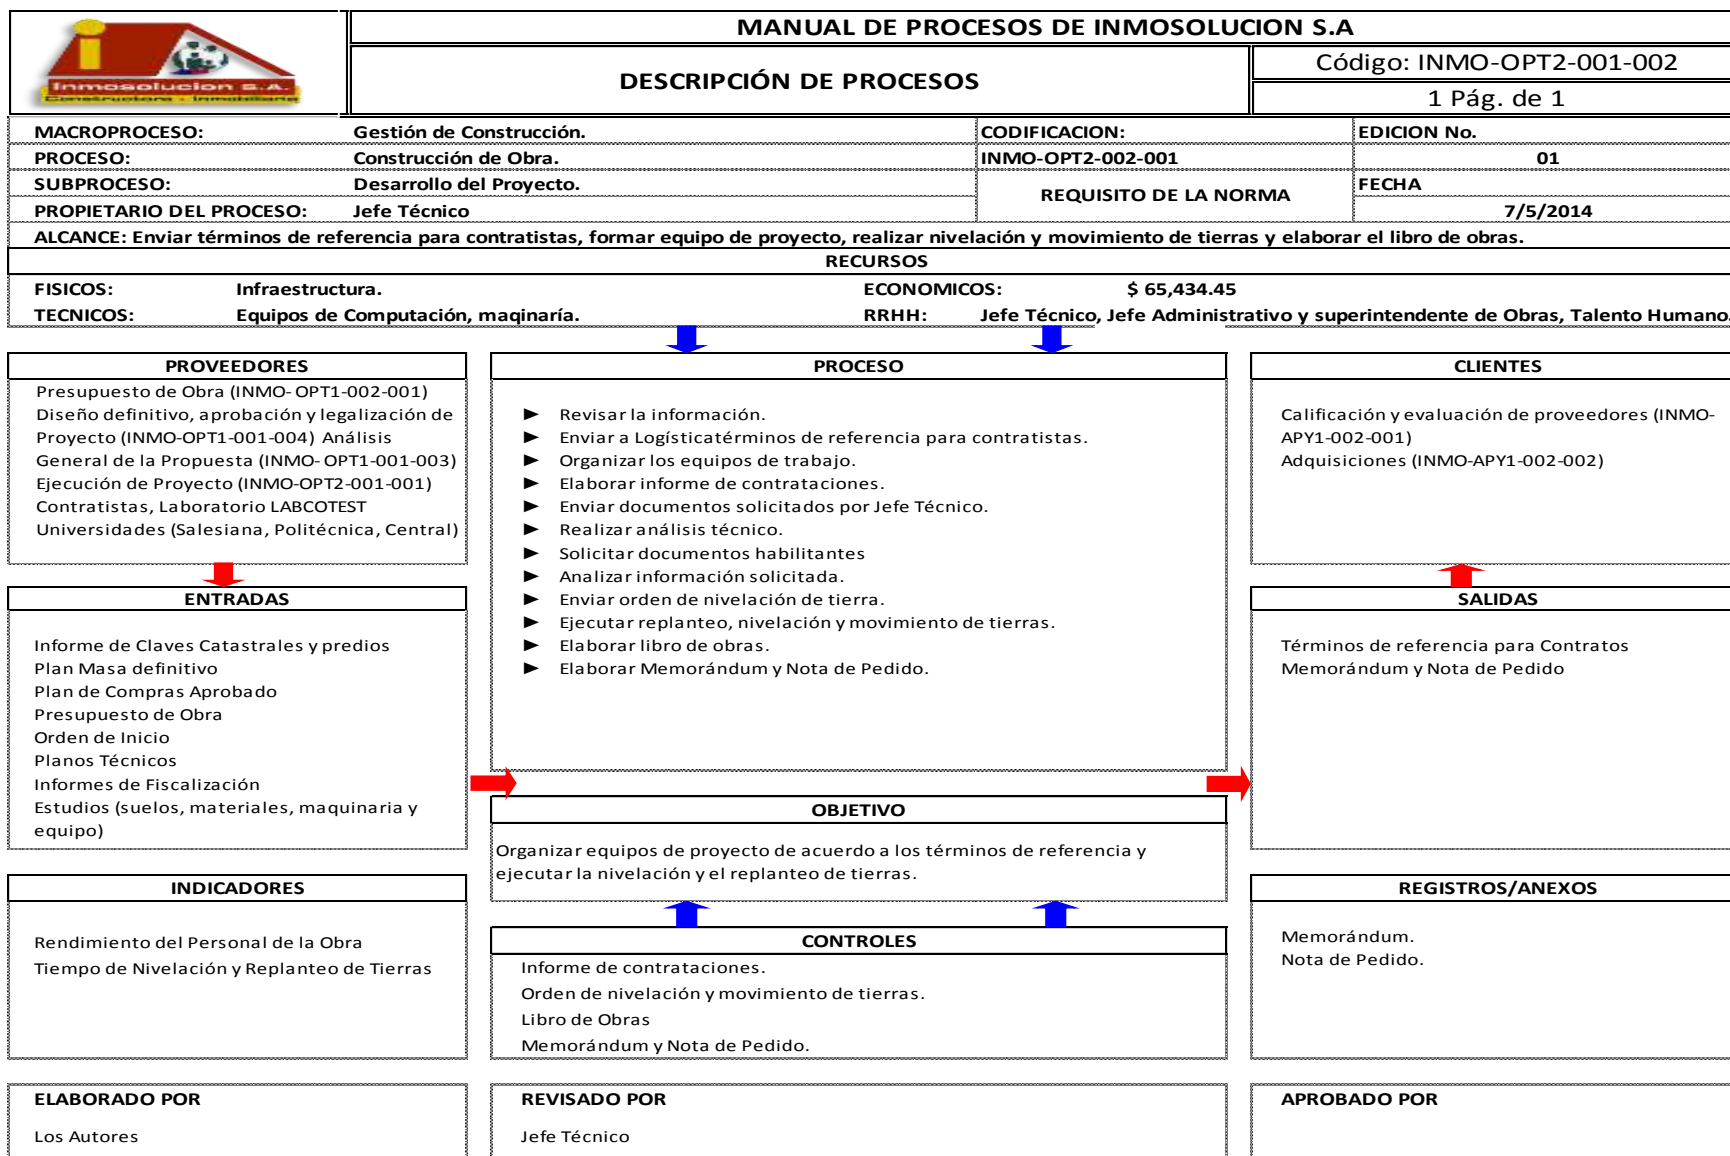 MANUAL DE PROCESOS DE INMOSOLUCION S.A
i
Inmosolucion S.A.
Constructora - Inmobiliaria
DESCRIPCIÓN DE PROCESOS
Código: INMO-OPT2-001-002
1 Pág. de 1
MACROPROCESO: Gestión de Construcción. CODIFICACION: EDICION No.
PROCESO: Construcción de Obra. INMO-OPT2-002-001 01
SUBPROCESO: Desarrollo del Proyecto. REQUISITO DE LA NORMA FECHA
PROPIETARIO DEL PROCESO: Jefe Técnico 7/5/2014
ALCANCE: Enviar términos de referencia para contratistas, formar equipo de proyecto, realizar nivelación y movimiento de tierras y elaborar el libro de obras.
RECURSOS
FISICOS: Infraestructura. ECONOMICOS: $ 65,434.45
TECNICOS: Equipos de Computación, maqinaría. RRHH: Jefe Técnico, Jefe Administrativo y superintendente de Obras, Talento Humano.
PROVEEDORES
Presupuesto de Obra (INMO- OPT1-002-001)
Diseño definitivo, aprobación y legalización de
Proyecto (INMO-OPT1-001-004) Análisis
General de la Propuesta (INMO- OPT1-001-003)
Ejecución de Proyecto (INMO-OPT2-001-001)
Contratistas, Laboratorio LABCOTEST
Universidades (Salesiana, Politécnica, Central)
ENTRADAS
Informe de Claves Catastrales y predios
Plan Masa definitivo
Plan de Compras Aprobado
Presupuesto de Obra
Orden de Inicio
Planos Técnicos
Informes de Fiscalización
Estudios (suelos, materiales, maquinaria y
equipo)
INDICADORES
Rendimiento del Personal de la Obra
Tiempo de Nivelación y Replanteo de Tierras
PROCESO
► Revisar la información.
► Enviar a Logísticatérminos de referencia para contratistas.
► Organizar los equipos de trabajo.
► Elaborar informe de contrataciones.
► Enviar documentos solicitados por Jefe Técnico.
► Realizar análisis técnico.
► Solicitar documentos habilitantes
► Analizar información solicitada.
► Enviar orden de nivelación de tierra.
► Ejecutar replanteo, nivelación y movimiento de tierras.
► Elaborar libro de obras.
► Elaborar Memorándum y Nota de Pedido.
OBJETIVO
Organizar equipos de proyecto de acuerdo a los términos de referencia y
ejecutar la nivelación y el replanteo de tierras.
CONTROLES
Informe de contrataciones.
Orden de nivelación y movimiento de tierras.
Libro de Obras
Memorándum y Nota de Pedido.
CLIENTES
Calificación y evaluación de proveedores (INMO-
APY1-002-001)
Adquisiciones (INMO-APY1-002-002)
SALIDAS
Términos de referencia para Contratos
Memorándum y Nota de Pedido
REGISTROS/ANEXOS
Memorándum.
Nota de Pedido.
ELABORADO POR
Los Autores
REVISADO POR
Jefe Técnico
APROBADO POR